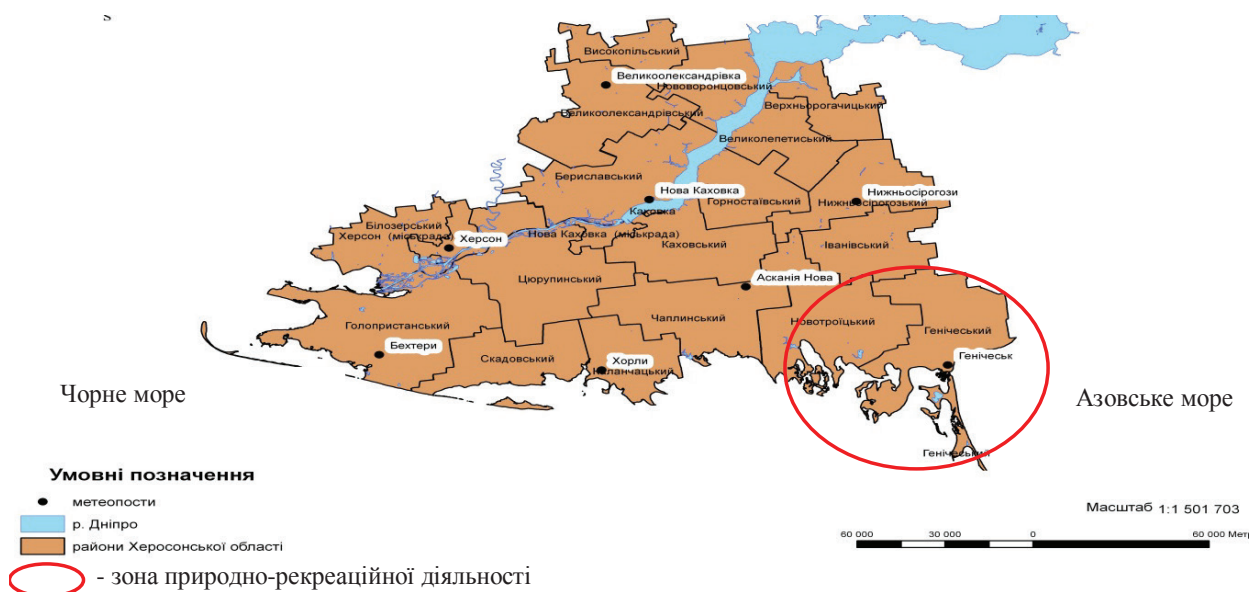 s
Високопільський
Великоолександрівка
Нововоронцовський
Верхньорогачицький
Великоолександрівський
Великолепетиський
Бериславський
Нова Каховка
Нижньосірогози
Каховка
Горностаївський
Нижньосірогозький
Білозерський
Херсон (міськрада)
Херсон
Нова Каховка (міськрада)
Каховський
Іванівський
Цюрупинський
Асканія Нова
Чаплинський
Новотроїцький
Голопристанський
Генічеський
Бехтери
Скадовський
Хорли
Каланчацький
Генічеськ
Чорне море
Азовське море
Генічеський
Умовні позначення
метеопости
р. Дніпро
райони Херосонської області
- зона природно-рекреаційної діяльності
Масштаб 1:1 501 703
60 000 30 000 0 60 000 Метр